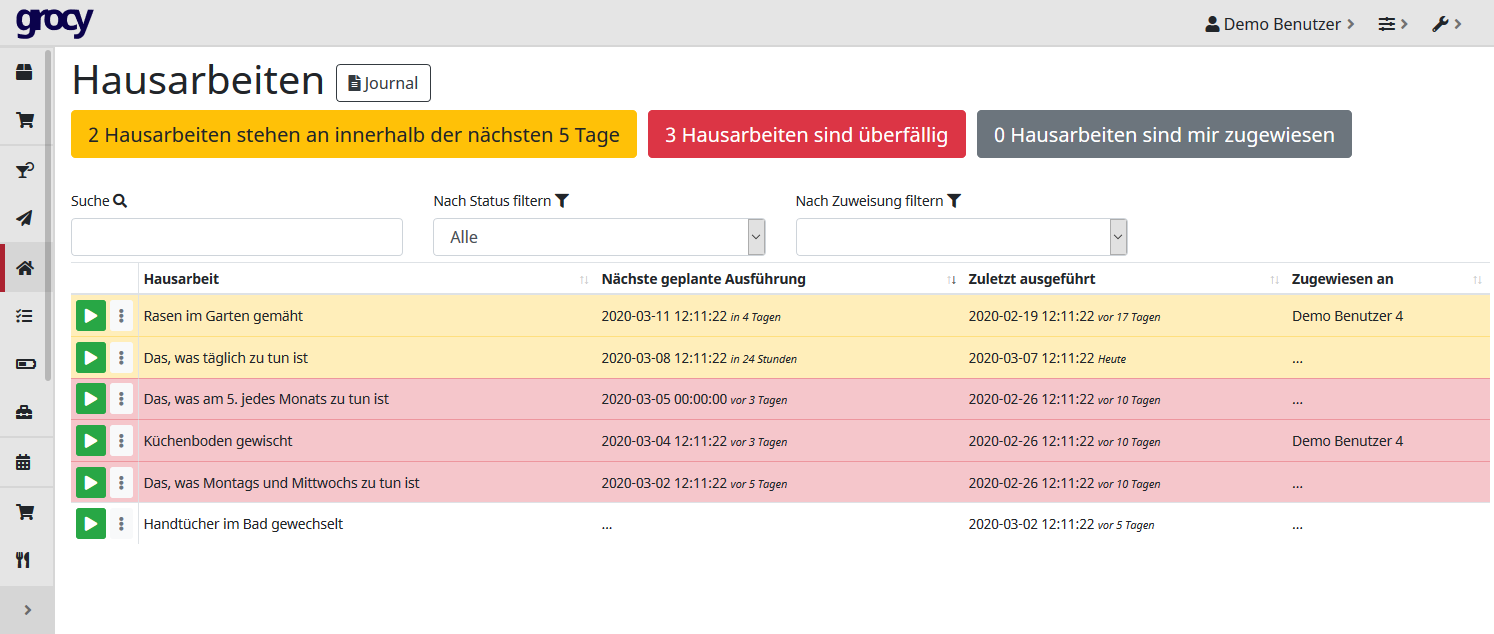 grocy
Demo Benutzer
Hausarbeiten Journal
2 Hausarbeiten stehen an innerhalb der nächsten 5 Tage 3 Hausarbeiten sind überfällig 0 Hausarbeiten sind mir zugewiesen
Suche Nach Status filtern Nach Zuweisung filtern
Alle
Hausarbeit Nächste geplante Ausführung Zuletzt ausgeführt Zugewiesen an
Rasen im Garten gemäht 2020-03-11 12:11:22 in 4 Tagen 2020-02-19 12:11:22 vor 17 Tagen Demo Benutzer 4
Das, was täglich zu tun ist 2020-03-08 12:11:22 in 24 Stunden 2020-03-07 12:11:22 Heute ...
Das, was am 5. jedes Monats zu tun ist 2020-03-05 00:00:00 vor 3 Tagen 2020-02-26 12:11:22 vor 10 Tagen ...
Küchenboden gewischt 2020-03-04 12:11:22 vor 3 Tagen 2020-02-26 12:11:22 vor 10 Tagen Demo Benutzer 4
Das, was Montags und Mittwochs zu tun ist 2020-03-02 12:11:22 vor 5 Tagen 2020-02-26 12:11:22 vor 10 Tagen ...
Handtücher im Bad gewechselt ... 2020-03-02 12:11:22 vor 5 Tagen ...